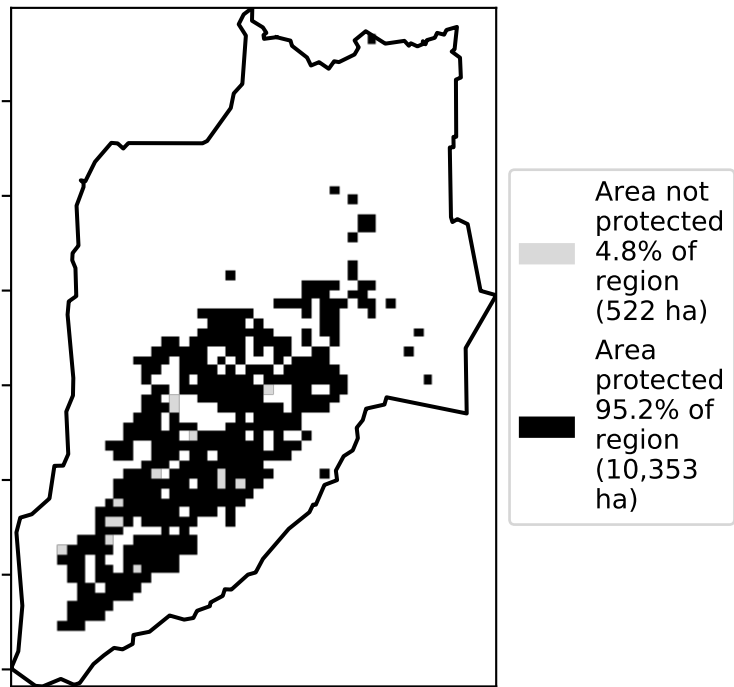 Area not
protected
4.8% of
region
(522 ha)
Area
protected
95.2% of
region
(10,353
ha)